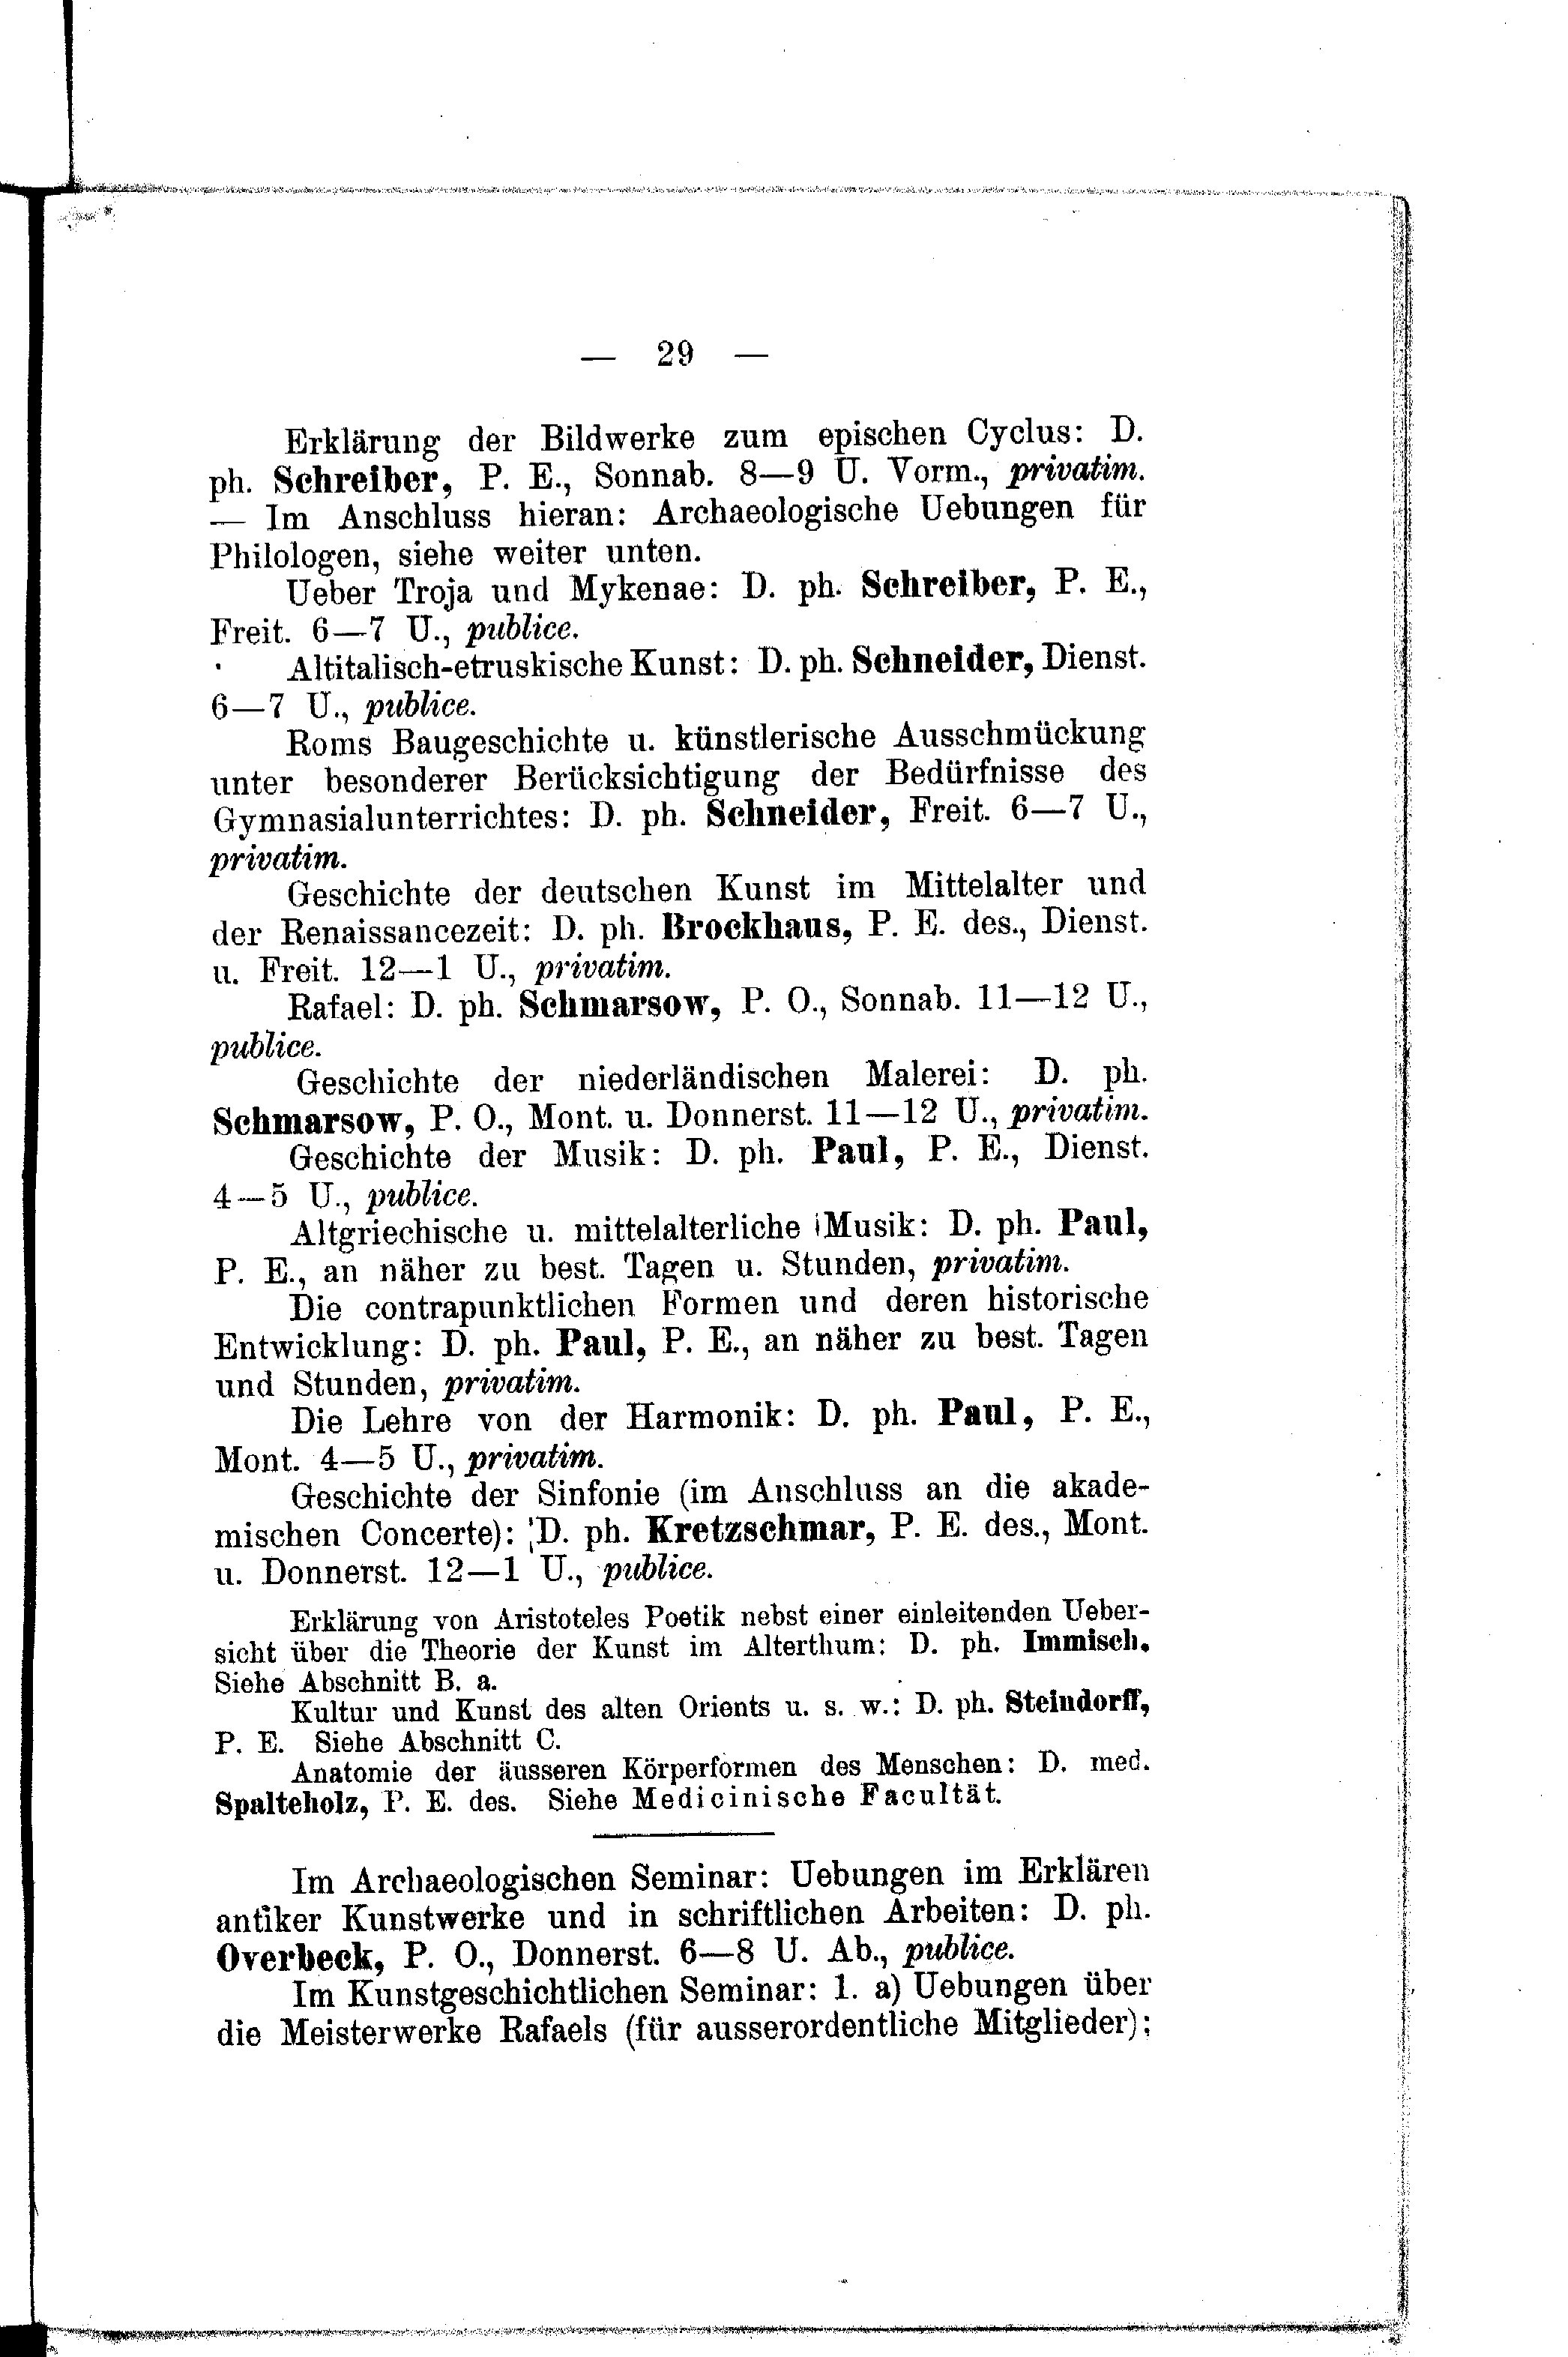 — 29 —
Erklärung der Bildwerke zum epischen Cyclus: D.
ph. Schreiber, P. E., Sonnab. 8—9 U. Vorm., privatim.
— Im Anschluss hieran: Archaeologische Uebungen für
Philologen, siehe weiter unten.
Ueber Troja und Mykenae: D. ph. Schreiber, P. E.,
Freit. 6—7 U., publice.
Altitalisch-etruskische Kunst: D. ph. Schneider, Dienst.
6—7 U., publice.
Roms Baugeschichte u. künstlerische Ausschmückung
unter besonderer Berücksichtigung der Bedürfnisse des
Gymnasialunterrichtes: D. ph. Schneider, Freit. 6—7 U.,
privatim.
Geschichte der deutschen Kunst im Mittelalter und
der Renaissancezeit: D. ph. Brockhaus, P. E. des., Dienst.
u. Freit. 12—1 U., privatim.
Rafael: D. ph. Schmarsow, P. O., Sonnab. 11—12 U.,
publice.
Geschichte der niederländischen Malerei: D. ph.
Schmarsow, P. O., Mont. u. Donnerst. 11—12 U., privatim.
Geschichte der Musik: D. ph. Paul, P. E., Dienst.
4—5 U., publice.
Altgriechische u. mittelalterliche Musik: D. ph. Paul,
P. E., an näher zu best. Tagen u. Stunden, privatim.
Die contrapunktlichen Formen und deren historische
Entwicklung: D. ph. Paul, P. E., an näher zu best. Tagen
und Stunden, privatim.
Die Lehre von der Harmonik: D. ph. Paul, P. E.,
Mont. 4—5 U., privatim.
Geschichte der Sinfonie (im Anschluss an die akade-
mischen Concerte): D. ph. Kretzschmar, P. E. des., Mont.
u. Donnerst. 12—1 U., publice.
Erklärung von Aristoteles Poetik nebst einer einleitenden Ueber-
sicht über die Theorie der Kunst im Alterthum: D. ph. Immisch.
Siehe Abschnitt B. a.
Kultur und Kunst des alten Orients u. s. w.: D. ph. Steindorff,
P. E. Siehe Abschnitt C.
Anatomie der äusseren Körperformen des Menschen: D. med.
Spalteholz, P. E. des. Siehe Medicinische Facultät.
Im Archaeologischen Seminar: Uebungen im Erklären
antiker Kunstwerke und in schriftlichen Arbeiten: D. ph.
Overbeck, P. O., Donnerst. 6—8 U. Ab., publice.
Im Kunstgeschichtlichen Seminar: 1. a) Uebungen über
die Meisterwerke Rafaels (für ausserordentliche Mitglieder);